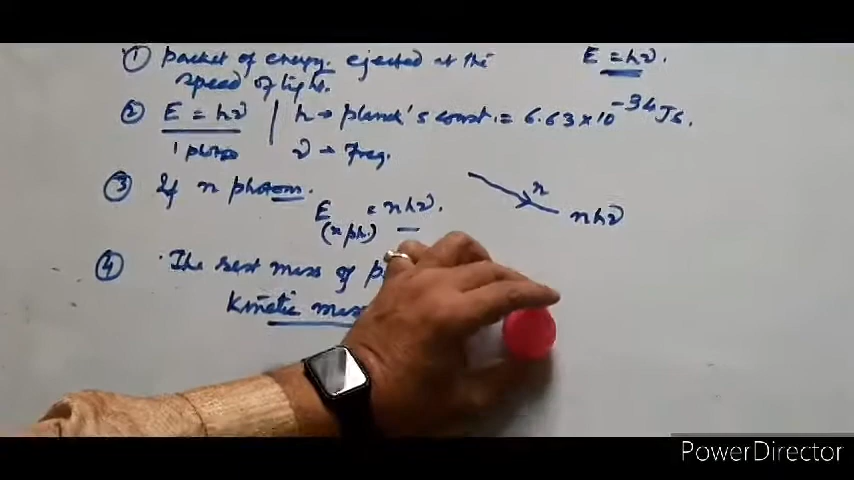 ① Packet of energy. ejected at the
speed of light.
E = hν.
② E = hν | h → planck's const. = 6.63 × 10⁻³⁴ Js.
1 photon
ν → Freq.
③ If n photom.
E = nhν.
(n ph.)
n
nhν
④ The rest mass of
Kinetic mass
PowerDirector